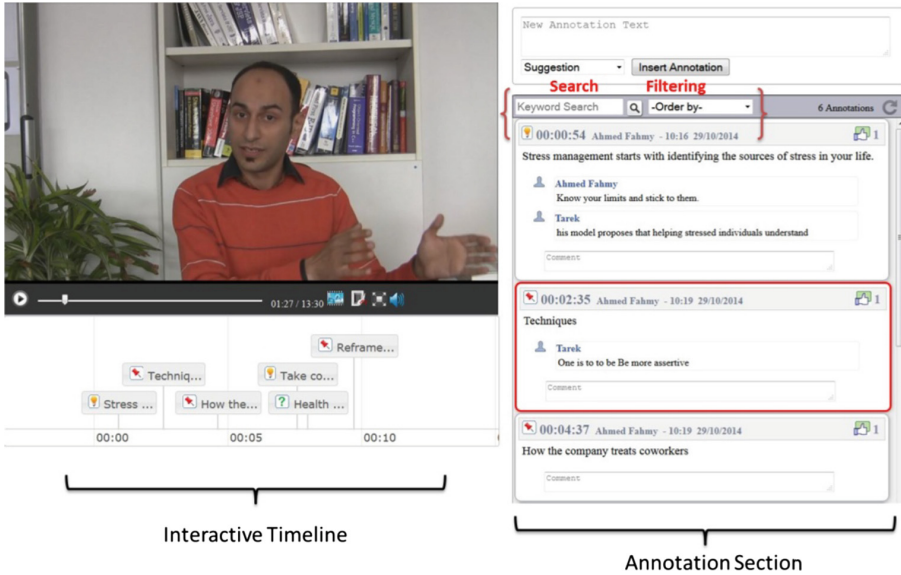 New Annotation Text
Suggestion
Insert Annotation
Search
Filtering
Keyword Search
-Order by-
6 Annotations
00:00:54 Ahmed Fahmy - 10:16 29/10/2014
1
Stress management starts with identifying the sources of stress in your life.
Ahmed Fahmy
Know your limits and stick to them.
Tarek
his model proposes that helping stressed individuals understand
Comment
00:02:35 Ahmed Fahmy - 10:19 29/10/2014
1
Techniques
Tarek
One is to to be Be more assertive
Comment
00:04:37 Ahmed Fahmy - 10:19 29/10/2014
1
How the company treats coworkers
Comment
01:27 / 13:30
Reframe...
Techniq...
Take co...
Stress ...
How the...
? Health ...
00:00
00:05
00:10
Interactive Timeline
Annotation Section